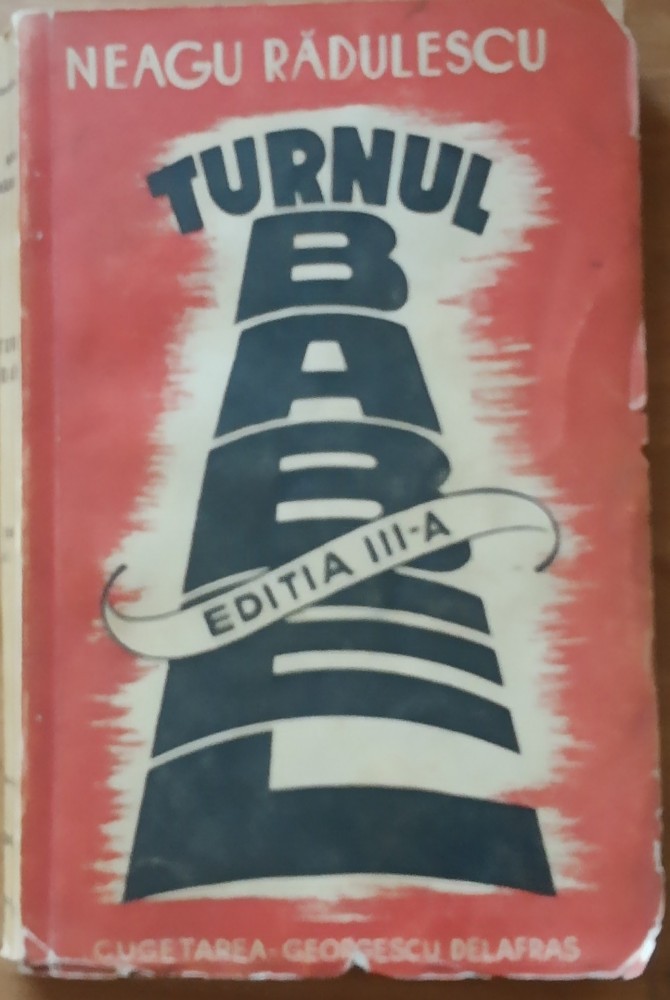 NEAGU RĂDULESCU
TURNUL
BABEL
EDITIA III-A
CUGETAREA-GEORGESCU DELAFRAS